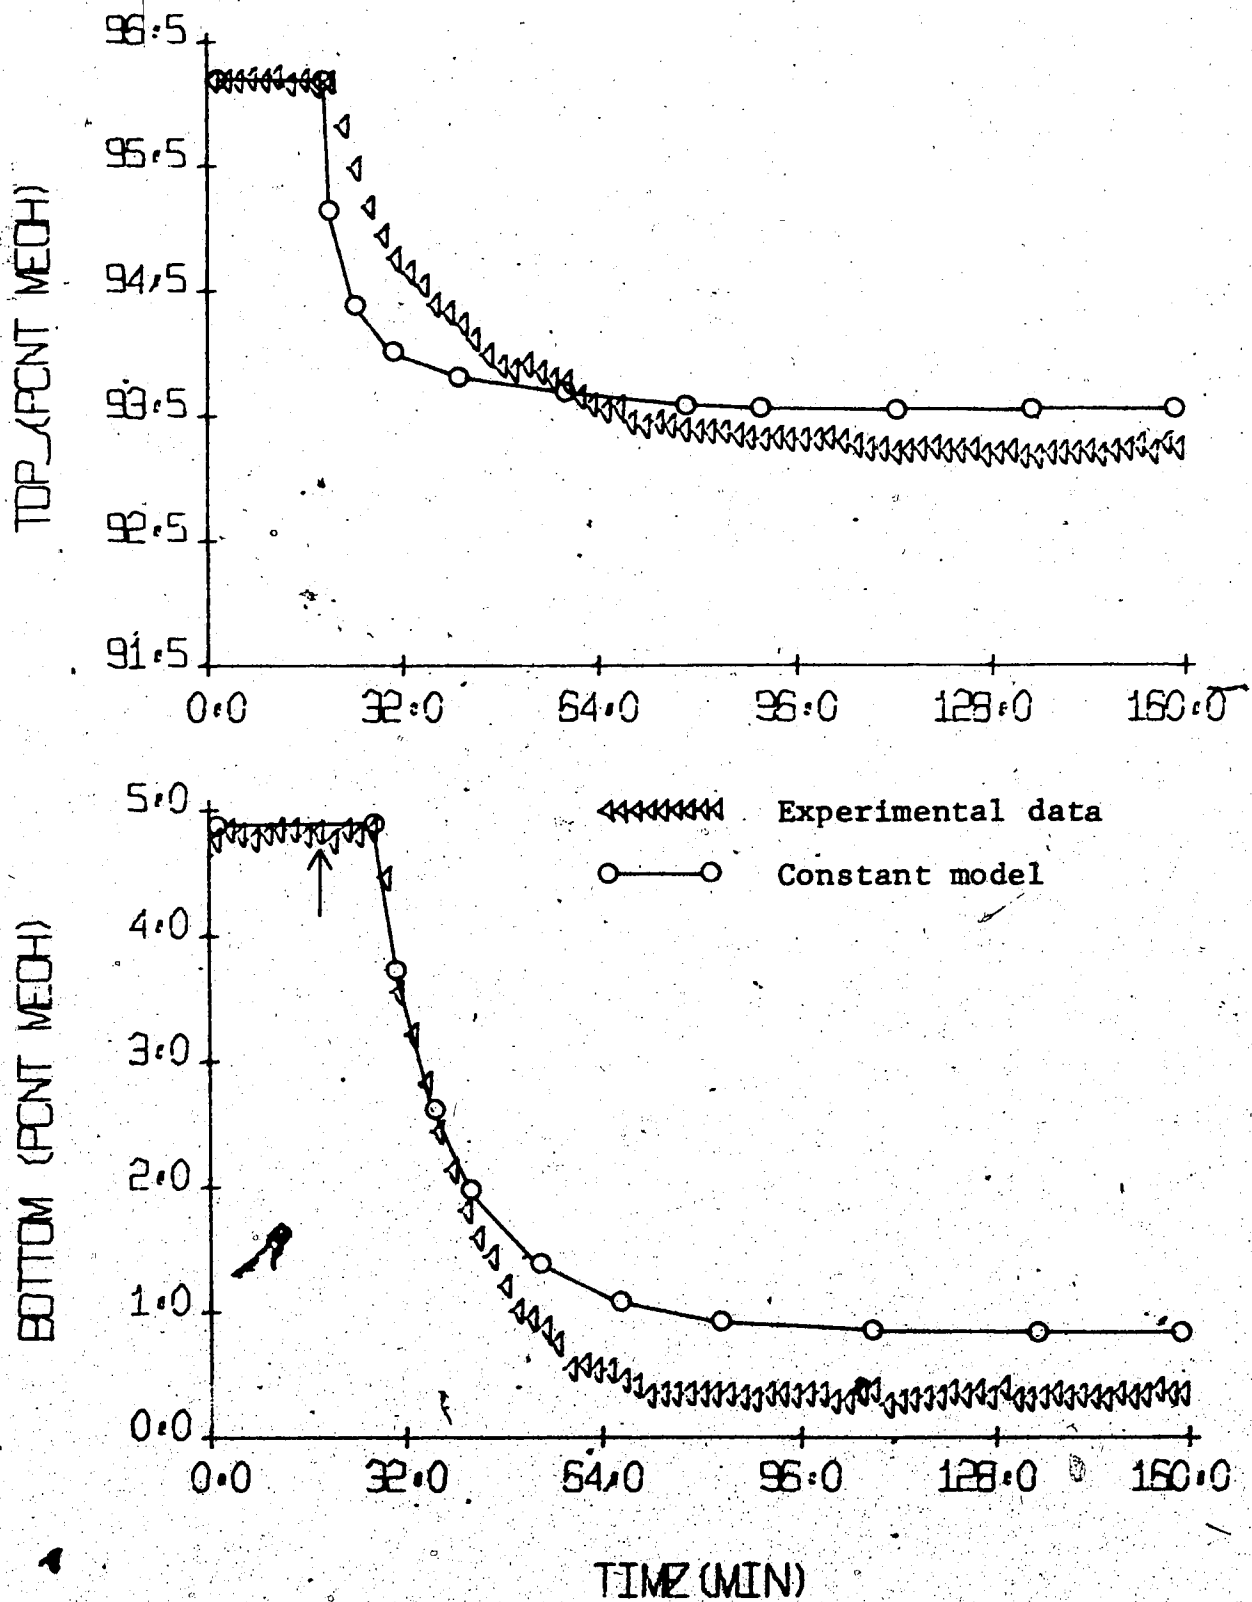 96.5
95.5
94.5
93.5
92.5
91.5
TOP (PCNT MEOH)
0.0 32.0 64.0 96.0 128.0 160.0
5.0
4.0
3.0
2.0
1.0
0.0
BOTTOM (PCNT MEOH)
Experimental data
Constant model
0.0 32.0 64.0 96.0 128.0 160.0
TIME (MIN)